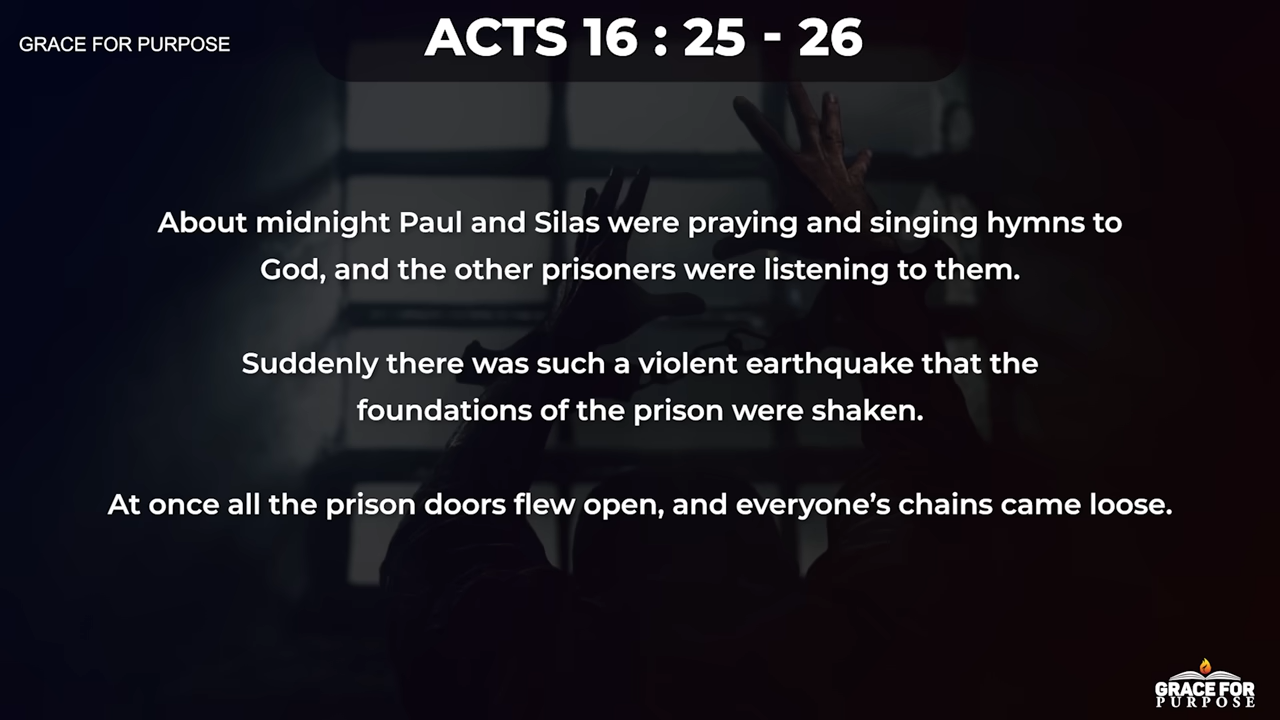 GRACE FOR PURPOSE
ACTS 16 : 25 - 26
About midnight Paul and Silas were praying and singing hymns to
God, and the other prisoners were listening to them.
Suddenly there was such a violent earthquake that the
foundations of the prison were shaken.
At once all the prison doors flew open, and everyone’s chains came loose.
GRACE FOR
PURPOSE